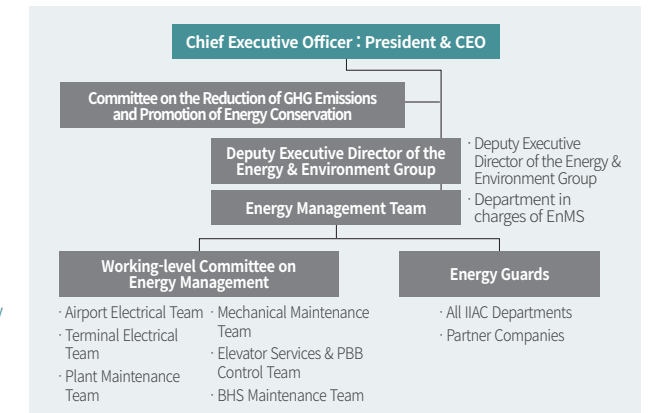 Chief Executive Officer : President & CEO
Committee on the Reduction of GHG Emissions
and Promotion of Energy Conservation
Deputy Executive Director of the
Energy & Environment Group
· Deputy Executive
Director of the Energy &
Environment Group
· Department in
charges of EnMS
Energy Management Team
Working-level Committee on
Energy Management
· Airport Electrical Team
· Terminal Electrical
Team
· Plant Maintenance
Team
· Mechanical Maintenance
Team
· Elevator Services & PBB
Control Team
· BHS Maintenance Team
Energy Guards
· All IIAC Departments
· Partner Companies